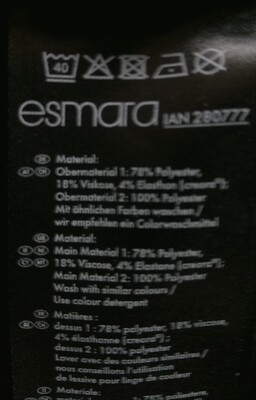 40
esmara IAN 280777
Material:
Obermaterial 1: 78% Polyester,
18% Viskose, 4% Elasthan (creora®);
Obermaterial 2: 100% Polyester
Mit ähnlichen Farben waschen /
wir empfehlen ein Colorwaschmittel
Material:
Main Material 1: 78% Polyester,
18% Viscose, 4% Elastane (creora®);
Main Material 2: 100% Polyester
Wash with similar colours /
Use colour detergent
Matières :
dessus 1 : 78% polyester, 18% viscose,
4% élasthanne (creora®) ;
dessus 2 : 100% polyester
Laver avec des couleurs similaires /
nous conseillons l'utilisation
de lessive pour linge de couleur
Materiale: